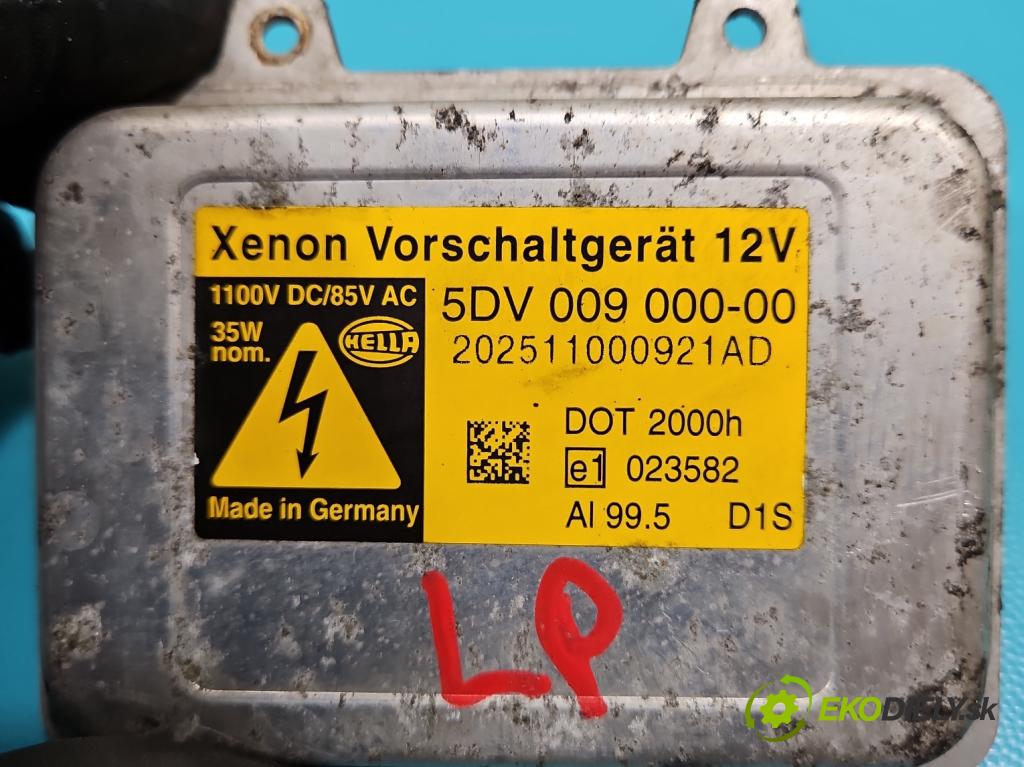 Xenon Vorschaltgerät 12V
1100V DC/85V AC
35W
nom.
HELLA
Made in Germany
5DV 009 000-00
202511000921AD
DOT 2000h
e1 023582
Al 99.5 D1S
LP
EKODIELY.sk